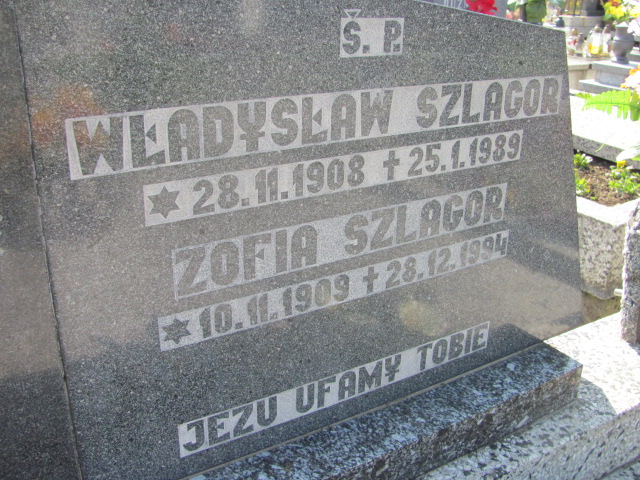 Ś. P.
WŁADYSŁAW SZLAGOR
✶ 28.11.1908 ✝ 25.1.1989
ZOFIA SZLAGOR
✶ 10.11.1909 ✝ 28.12.1994
JEZU UFAMY TOBIE